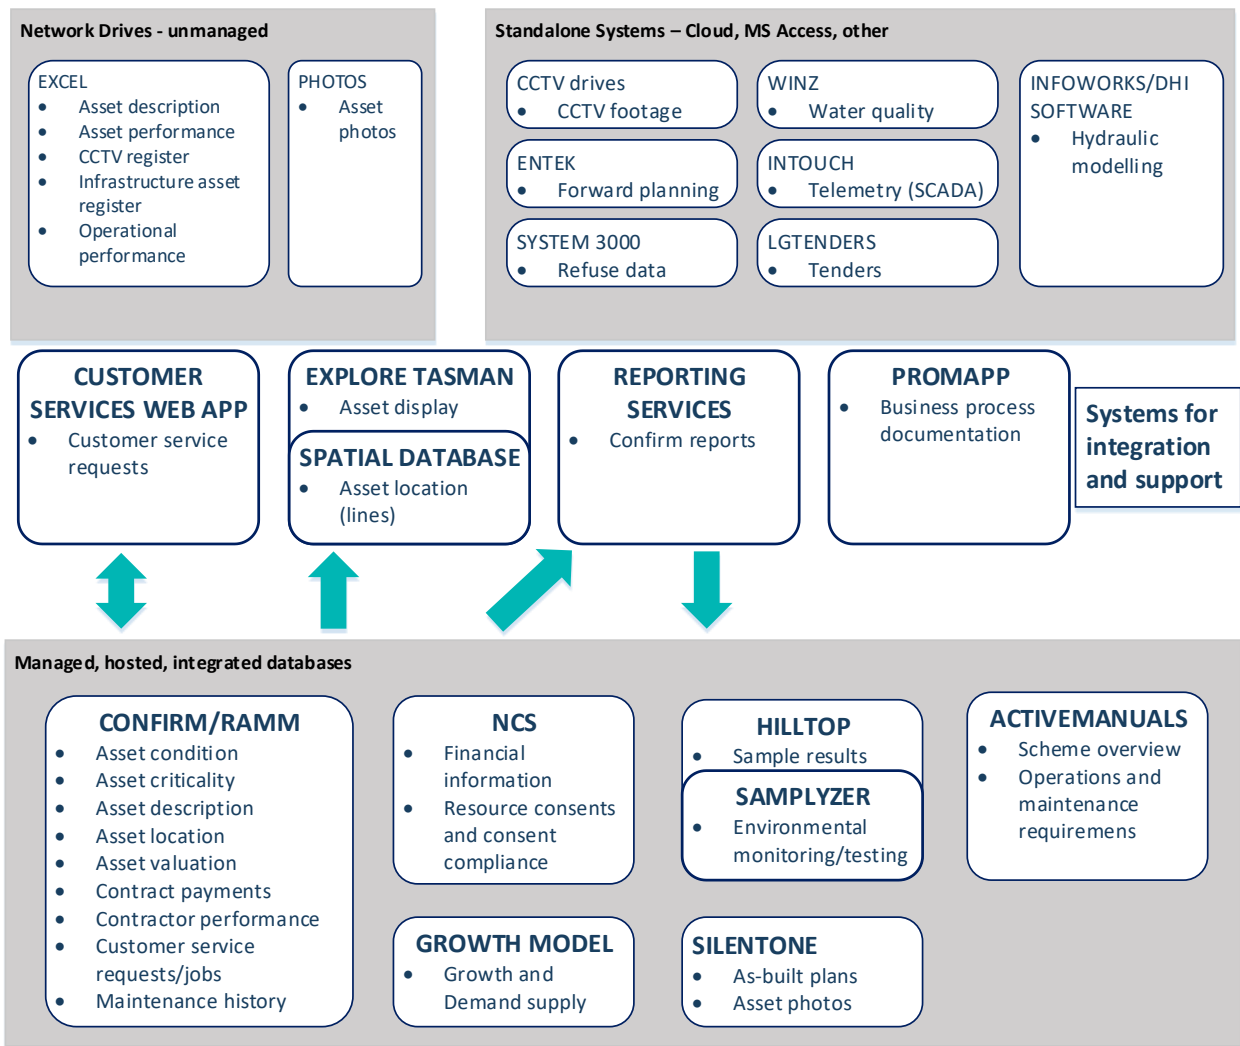 Network Drives - unmanaged
EXCEL
• Asset description
• Asset performance
• CCTV register
• Infrastructure asset
register
• Operational
performance
PHOTOS
• Asset
photos
Standalone Systems – Cloud, MS Access, other
CCTV drives
• CCTV footage
WINZ
• Water quality
INFOWORKS/DHI
SOFTWARE
• Hydraulic
modelling
ENTEK
• Forward planning
INTOUCH
• Telemetry (SCADA)
SYSTEM 3000
• Refuse data
LGTENDERS
• Tenders
CUSTOMER
SERVICES WEB APP
• Customer service
requests
EXPLORE TASMAN
• Asset display
SPATIAL DATABASE
• Asset location
(lines)
REPORTING
SERVICES
• Confirm reports
PROMAPP
• Business process
documentation
Systems for
integration
and support
Managed, hosted, integrated databases
CONFIRM/RAMM
• Asset condition
• Asset criticality
• Asset description
• Asset location
• Asset valuation
• Contract payments
• Contractor performance
• Customer service
requests/jobs
• Maintenance history
NCS
• Financial
information
• Resource consents
and consent
compliance
HILLTOP
• Sample results
SAMPLYZER
• Environmental
monitoring/testing
ACTIVEMANUALS
• Scheme overview
• Operations and
maintenance
requiremens
GROWTH MODEL
• Growth and
Demand supply
SILENTONE
• As-built plans
• Asset photos